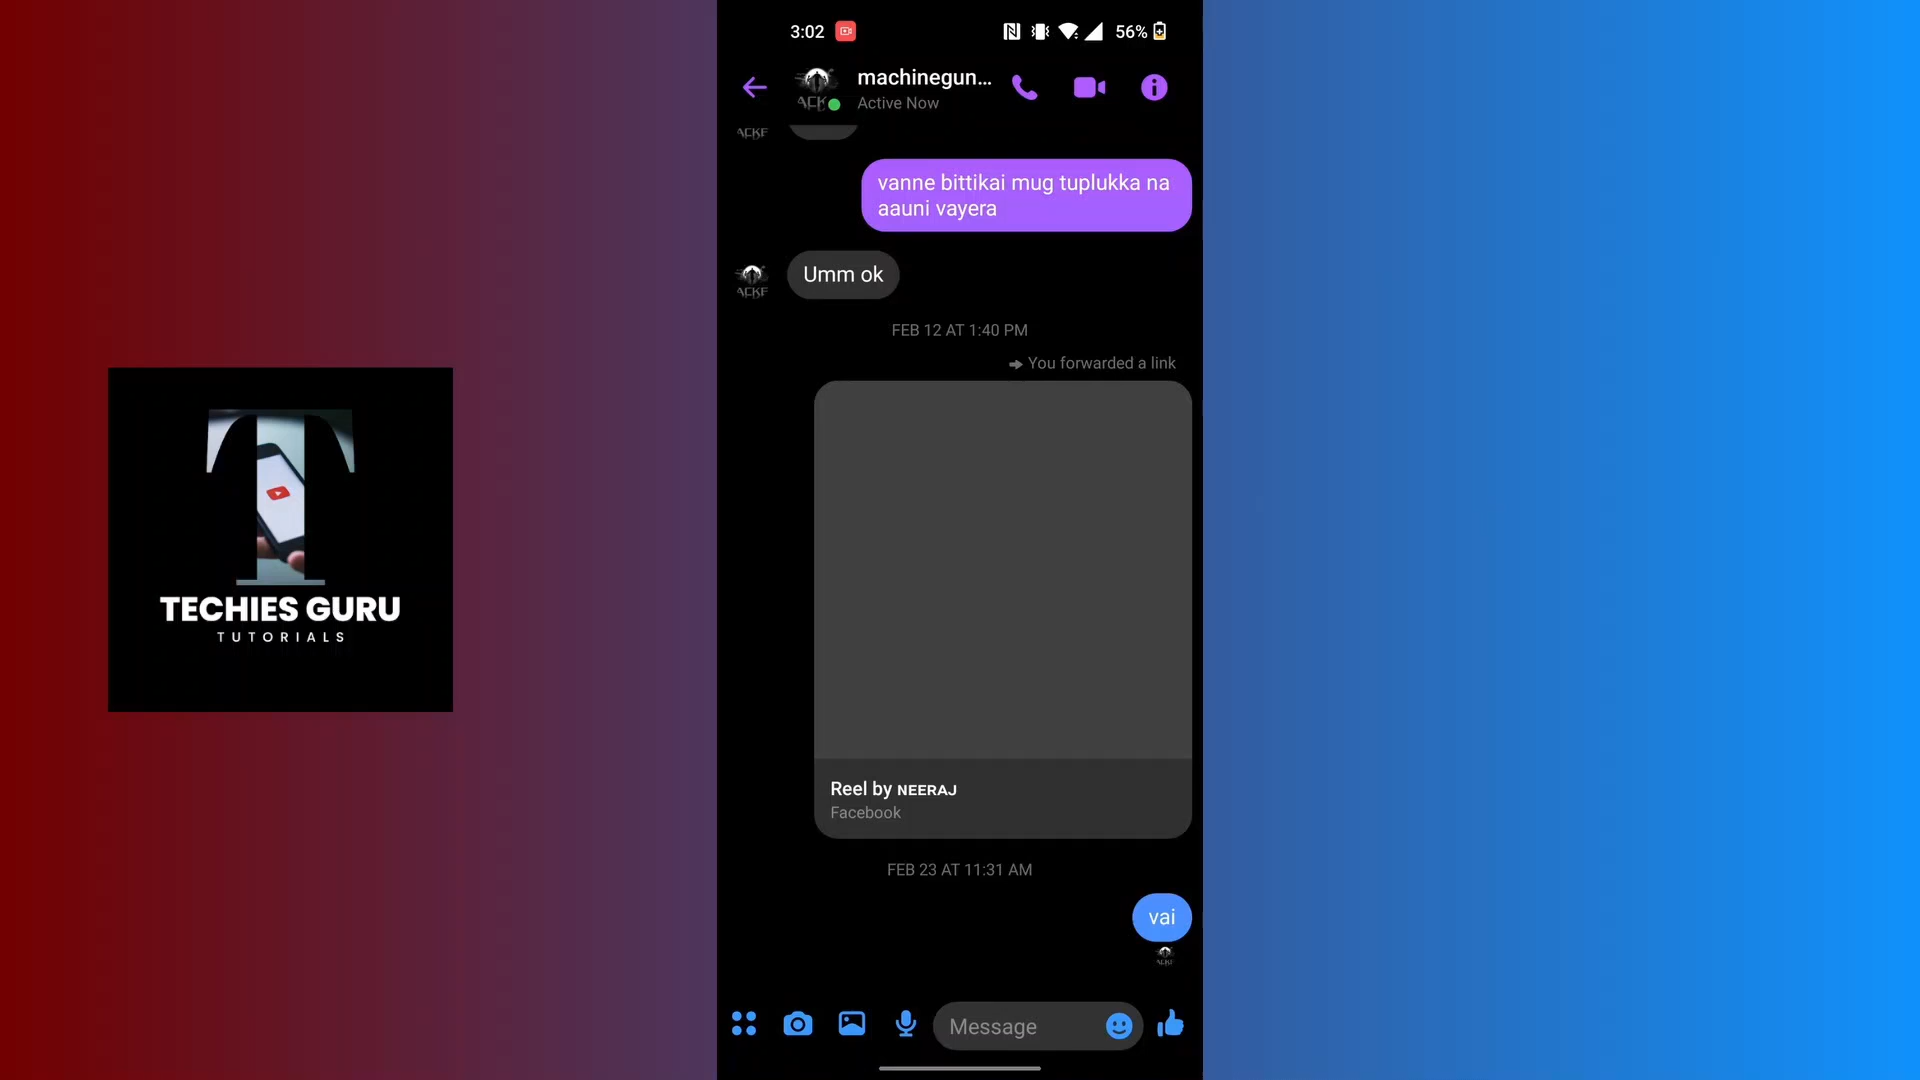 3:02
56%
machinegun...
Active Now
vanne bittikai mug tuplukka na
aauni vayera
Umm ok
FEB 12 AT 1:40 PM
You forwarded a link
Reel by ɴᴇᴇʀᴀᴊ
Facebook
FEB 23 AT 11:31 AM
vai
Message
TECHIES GURU
TUTORIALS